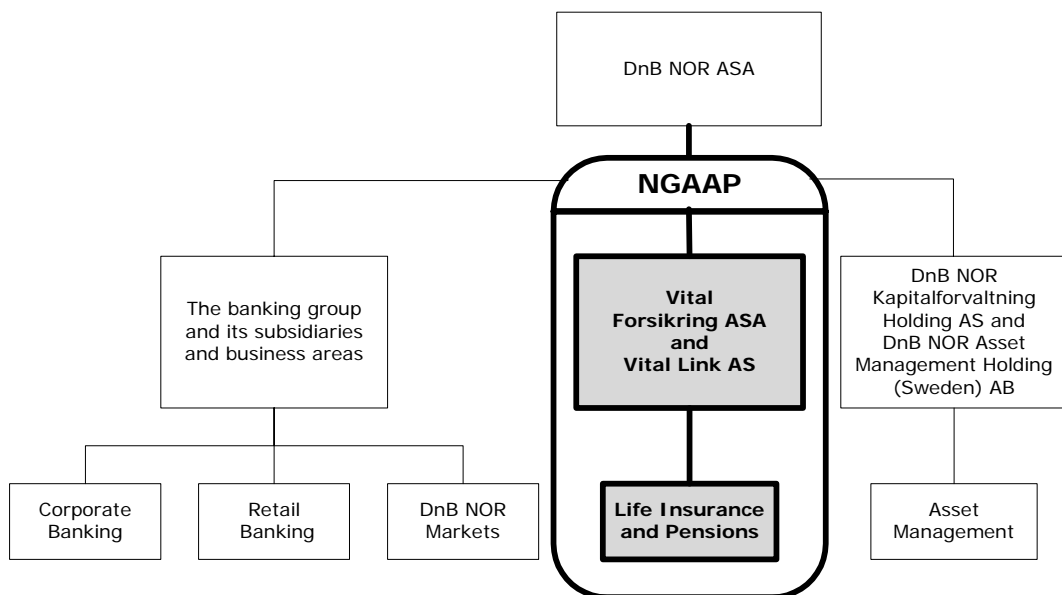 DnB NOR ASA
NGAAP
The banking group
and its subsidiaries
and business areas
Vital
Forsikring ASA
and
Vital Link AS
DnB NOR
Kapitalforvaltning
Holding AS and
DnB NOR Asset
Management Holding
(Sweden) AB
Corporate
Banking
Retail
Banking
DnB NOR
Markets
Life Insurance
and Pensions
Asset
Management